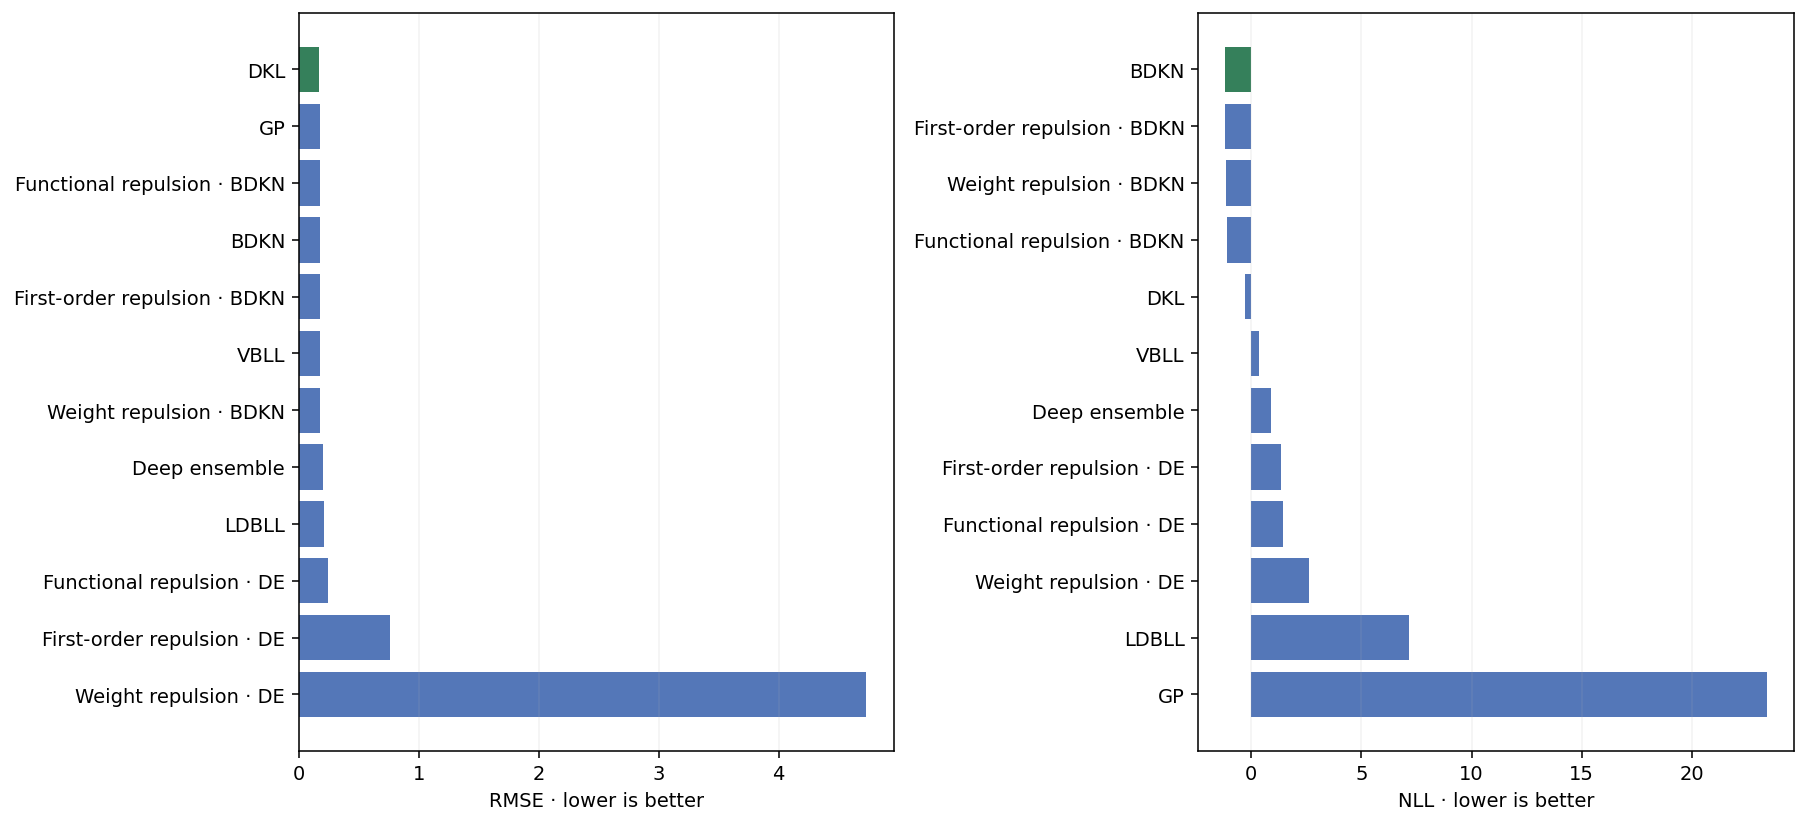 DKL
GP
Functional repulsion · BDKN
BDKN
First-order repulsion · BDKN
VBLL
Weight repulsion · BDKN
Deep ensemble
LDBLL
Functional repulsion · DE
First-order repulsion · DE
Weight repulsion · DE
0 1 2 3 4
RMSE · lower is better
BDKN
First-order repulsion · BDKN
Weight repulsion · BDKN
Functional repulsion · BDKN
DKL
VBLL
Deep ensemble
First-order repulsion · DE
Functional repulsion · DE
Weight repulsion · DE
LDBLL
GP
0 5 10 15 20
NLL · lower is better